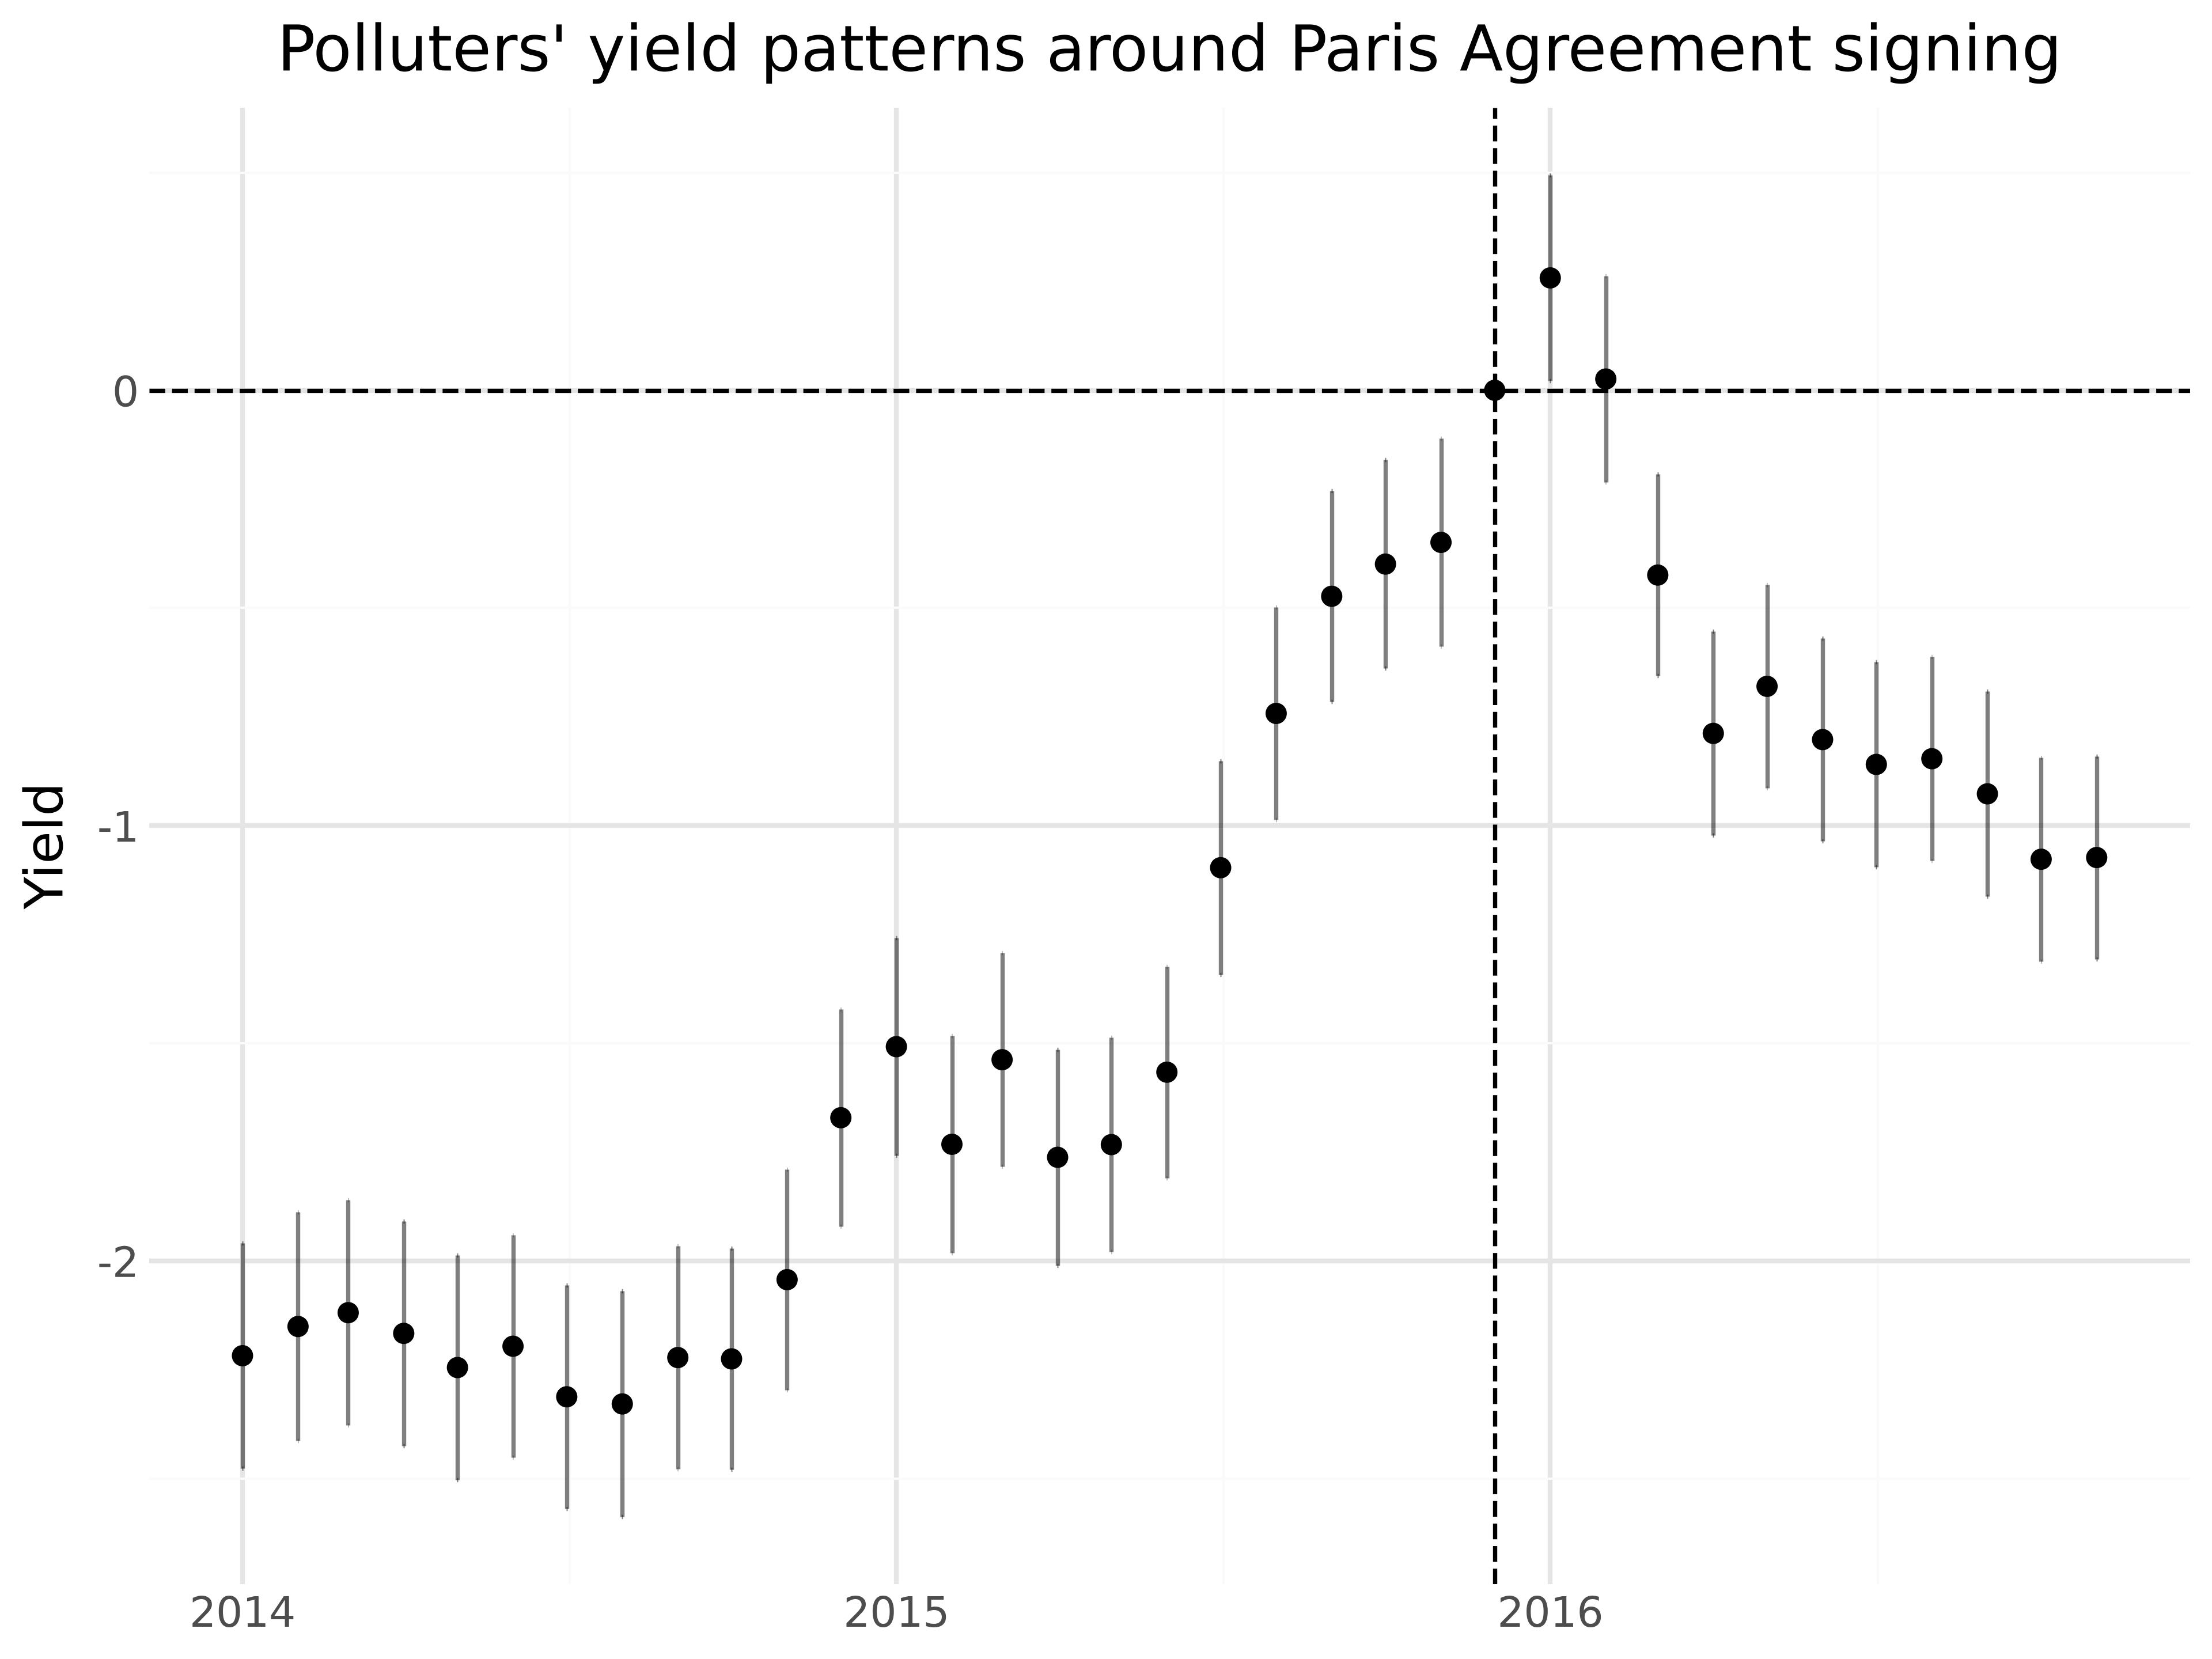 Polluters' yield patterns around Paris Agreement signing
Yield
0
-1
-2
2014 2015 2016